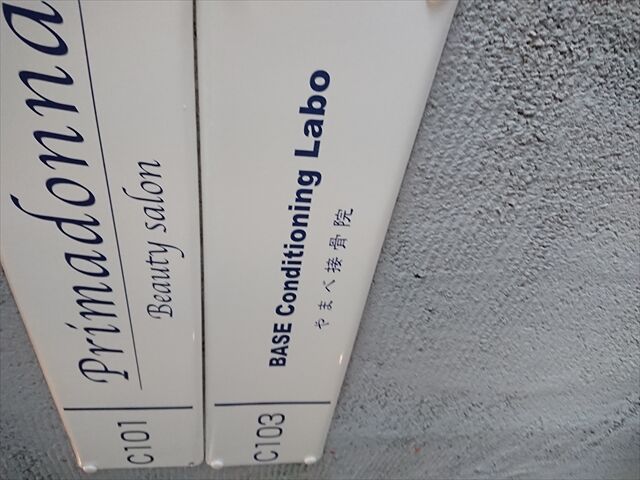 C101
Primadonna
Beauty salon
C103
BASE Conditioning Labo
やまべ接骨院